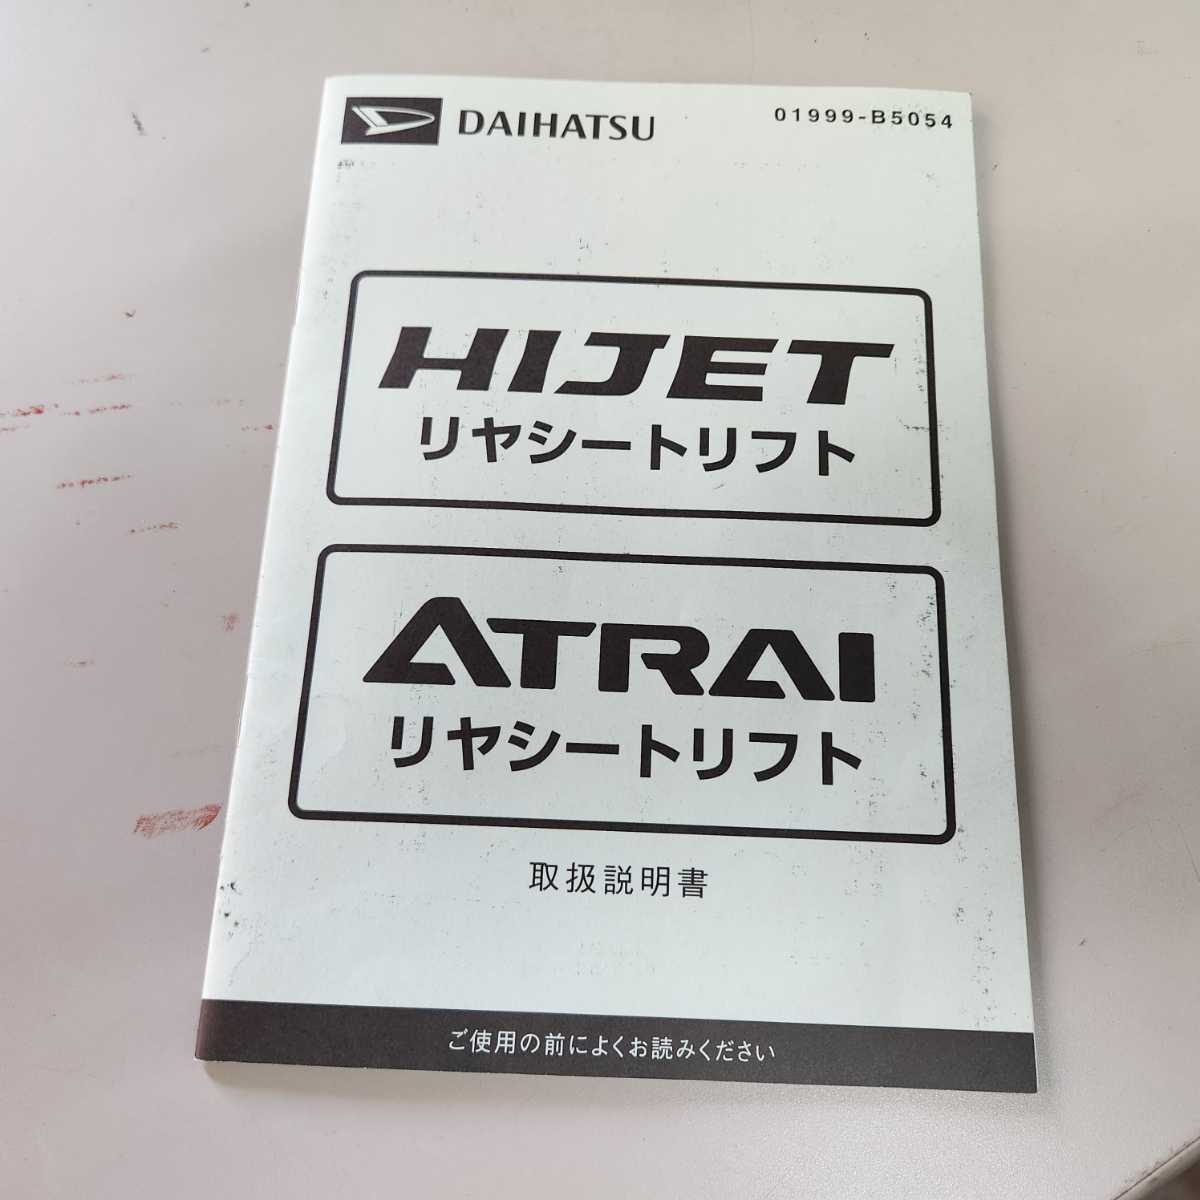 DAIHATSU
01999-B5054
HIJET
リヤシートリフト
ATRAI
リヤシートリフト
取扱説明書
ご使用の前によくお読みください